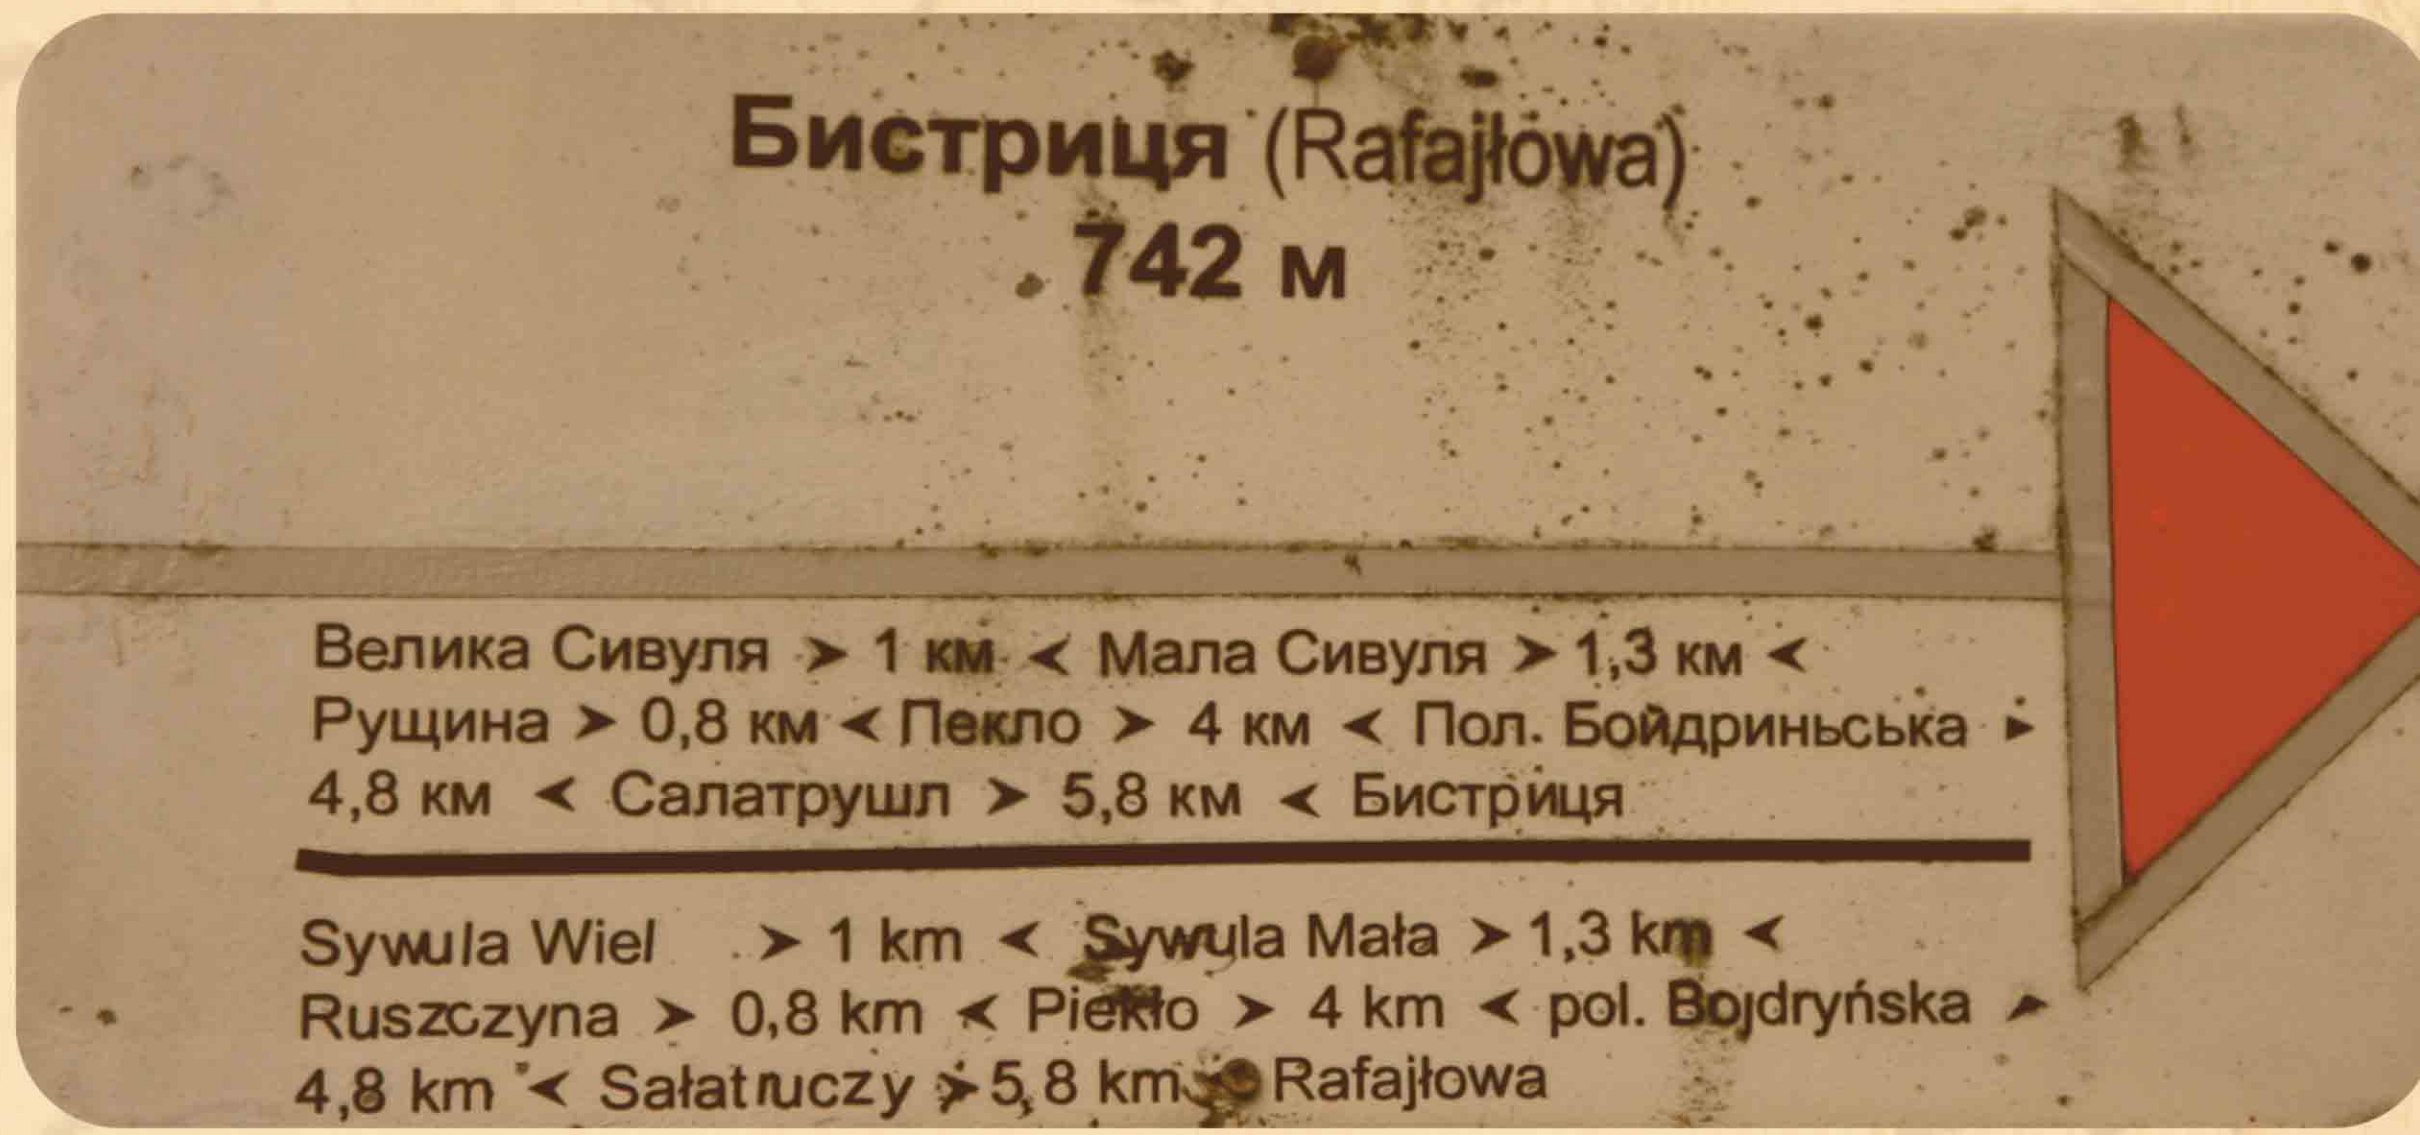 Бистриця (Rafajłowa)
742 м
Велика Сивуля > 1 км < Мала Сивуля > 1,3 км <
Рущина > 0,8 км < Пекло > 4 км < Пол. Бойдриньська >
4,8 км < Салатрушл > 5,8 км < Бистриця
Sywula Wiel > 1 km < Sywula Mała > 1,3 km <
Ruszczyna > 0,8 km < Piekło > 4 km < pol. Bojdryńska >
4,8 km < Sałatruczy > 5,8 km Rafajłowa